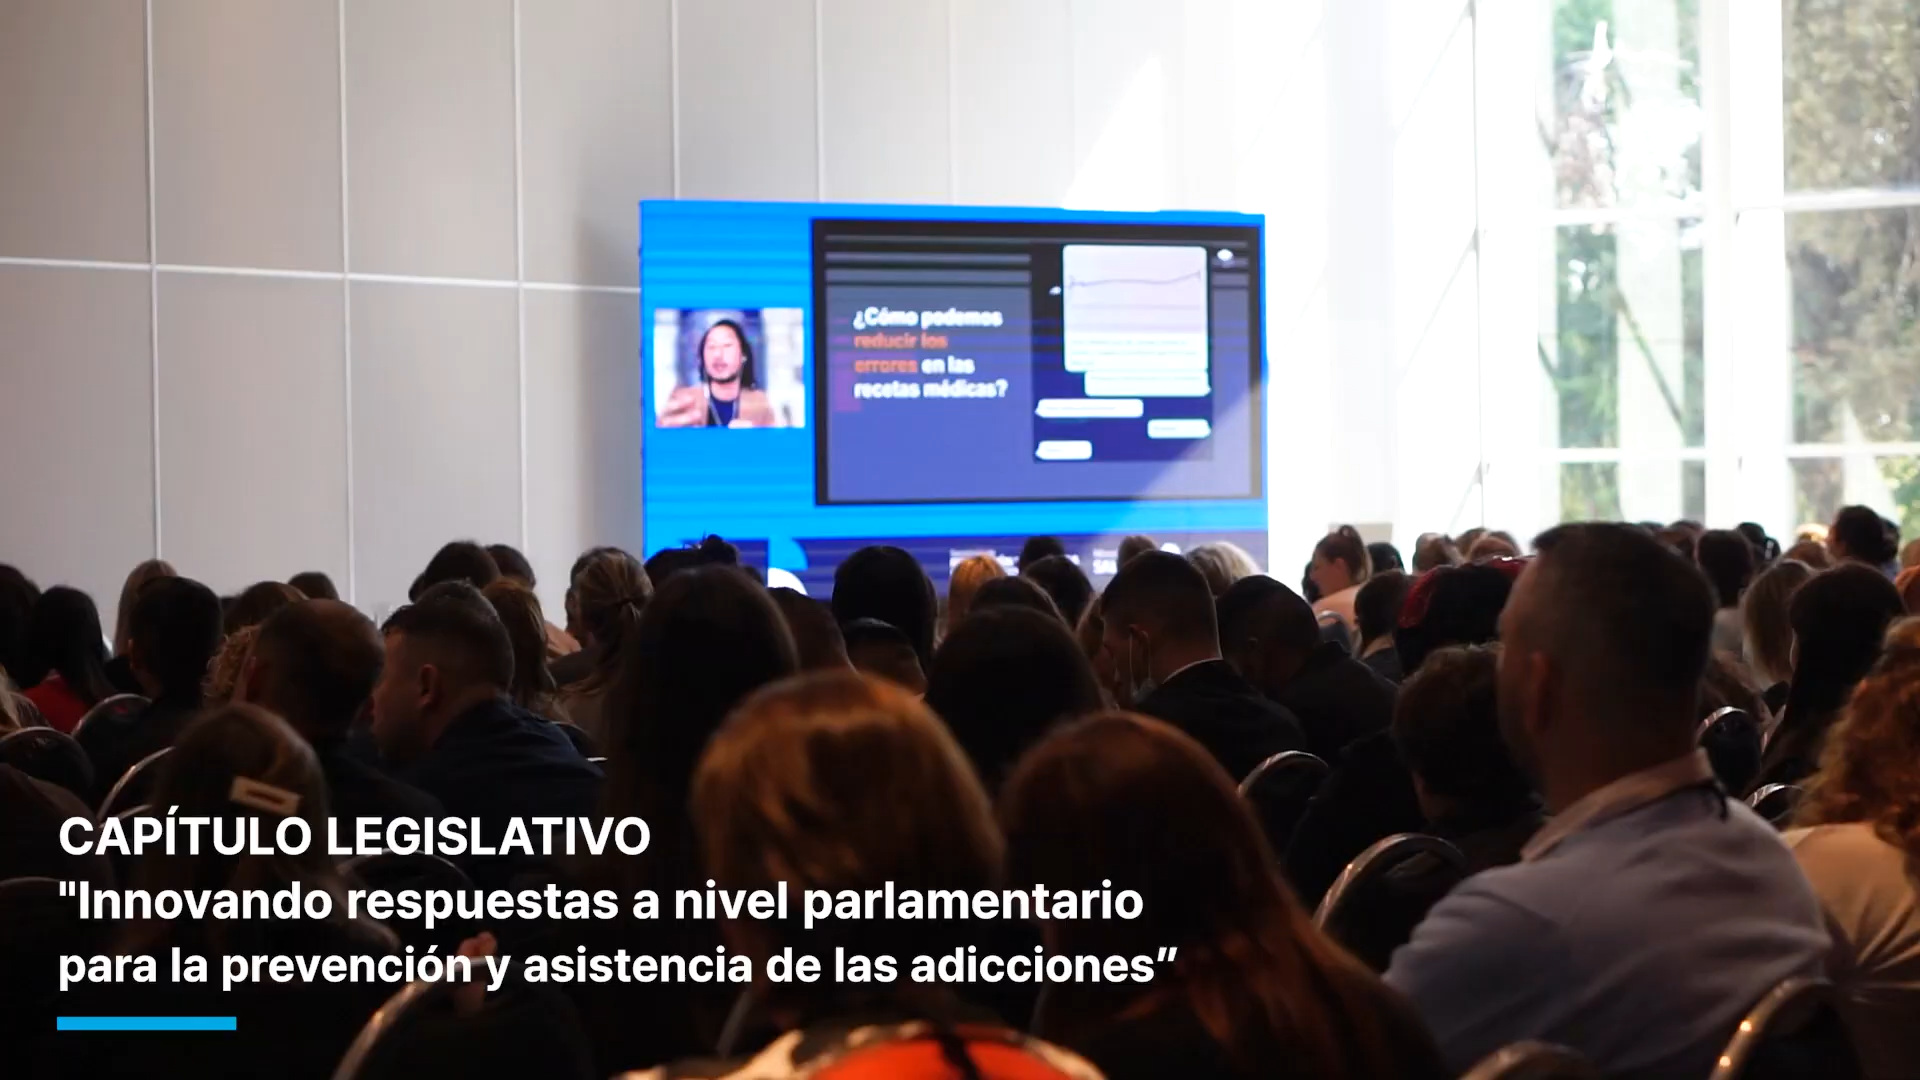 ¿Cómo podemos
reducir los
errores en las
recetas médicas?
CAPÍTULO LEGISLATIVO
"Innovando respuestas a nivel parlamentario
para la prevención y asistencia de las adicciones”